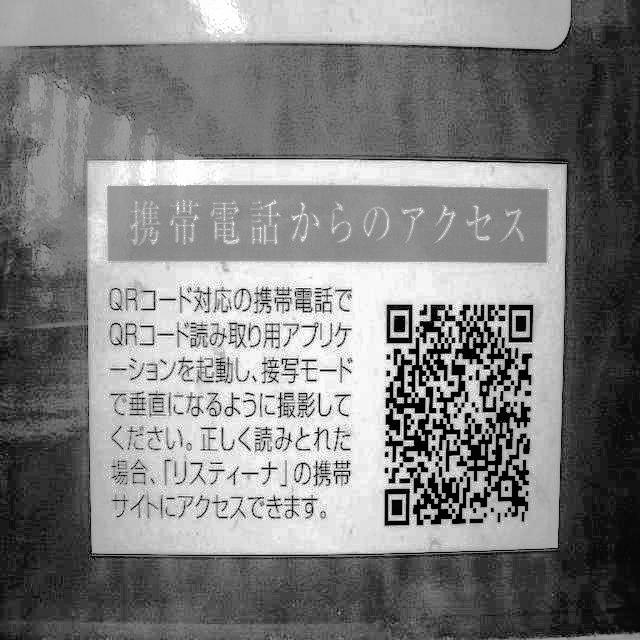 携帯電話からのアクセス
QRコード対応の携帯電話で
QRコード読み取り用アプリケ
ーションを起動し、接写モード
で垂直になるように撮影して
ください。正しく読みとれた
場合、「リスティーナ」の携帯
サイトにアクセスできます。